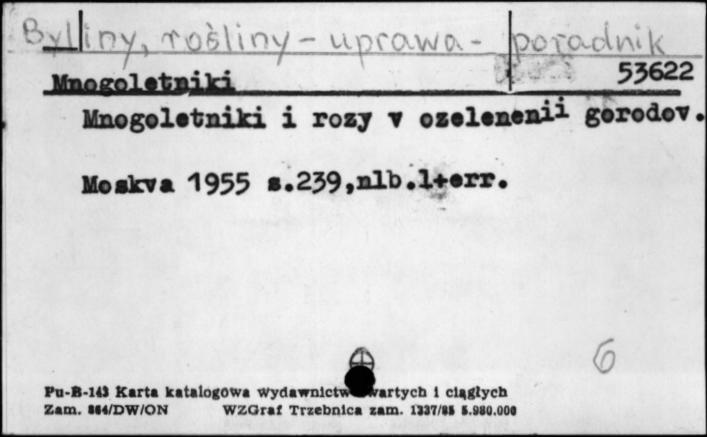 Byliny, rośliny - uprawa - poradnik
53622
Mnogoletniki
Mnogoletniki i rozy v ozelenenii gorodov.
Moskva 1955 s.239,nlb.1+err.
6
Pu-B-143 Karta katalogowa wydawnictw zwartych i ciągłych
Zam. 864/DW/ON WZGraf Trzebnica zam. 1337/85 5.980.000